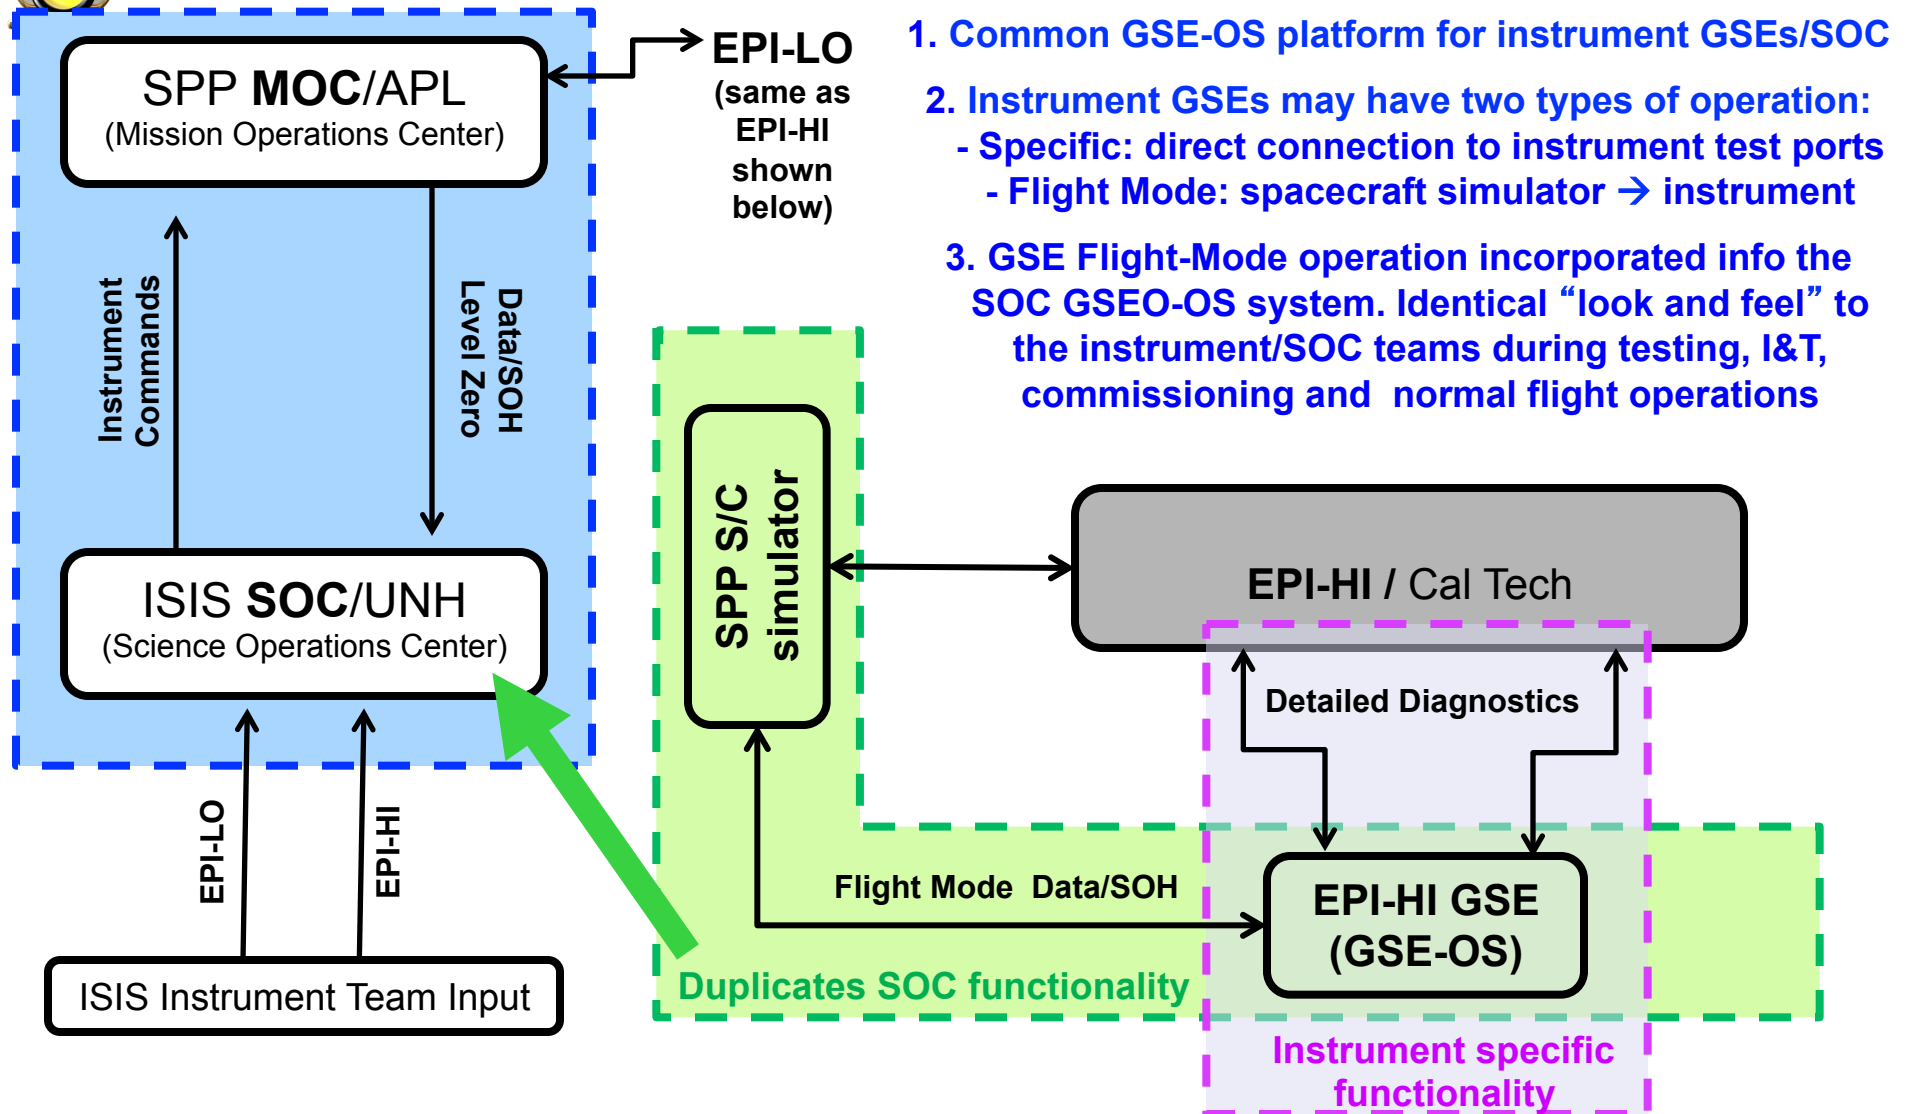 SPP MOC/APL
(Mission Operations Center)
EPI-LO
(same as
EPI-HI
shown
below)
1. Common GSE-OS platform for instrument GSEs/SOC
2. Instrument GSEs may have two types of operation:
- Specific: direct connection to instrument test ports
- Flight Mode: spacecraft simulator → instrument
3. GSE Flight-Mode operation incorporated info the
SOC GSEO-OS system. Identical “look and feel” to
the instrument/SOC teams during testing, I&T,
commissioning and normal flight operations
Instrument
Commands
Data/SOH
Level Zero
ISIS SOC/UNH
(Science Operations Center)
EPI-LO
EPI-HI
ISIS Instrument Team Input
SPP S/C
simulator
EPI-HI / Cal Tech
Detailed Diagnostics
Flight Mode Data/SOH
EPI-HI GSE
(GSE-OS)
Duplicates SOC functionality
Instrument specific
functionality